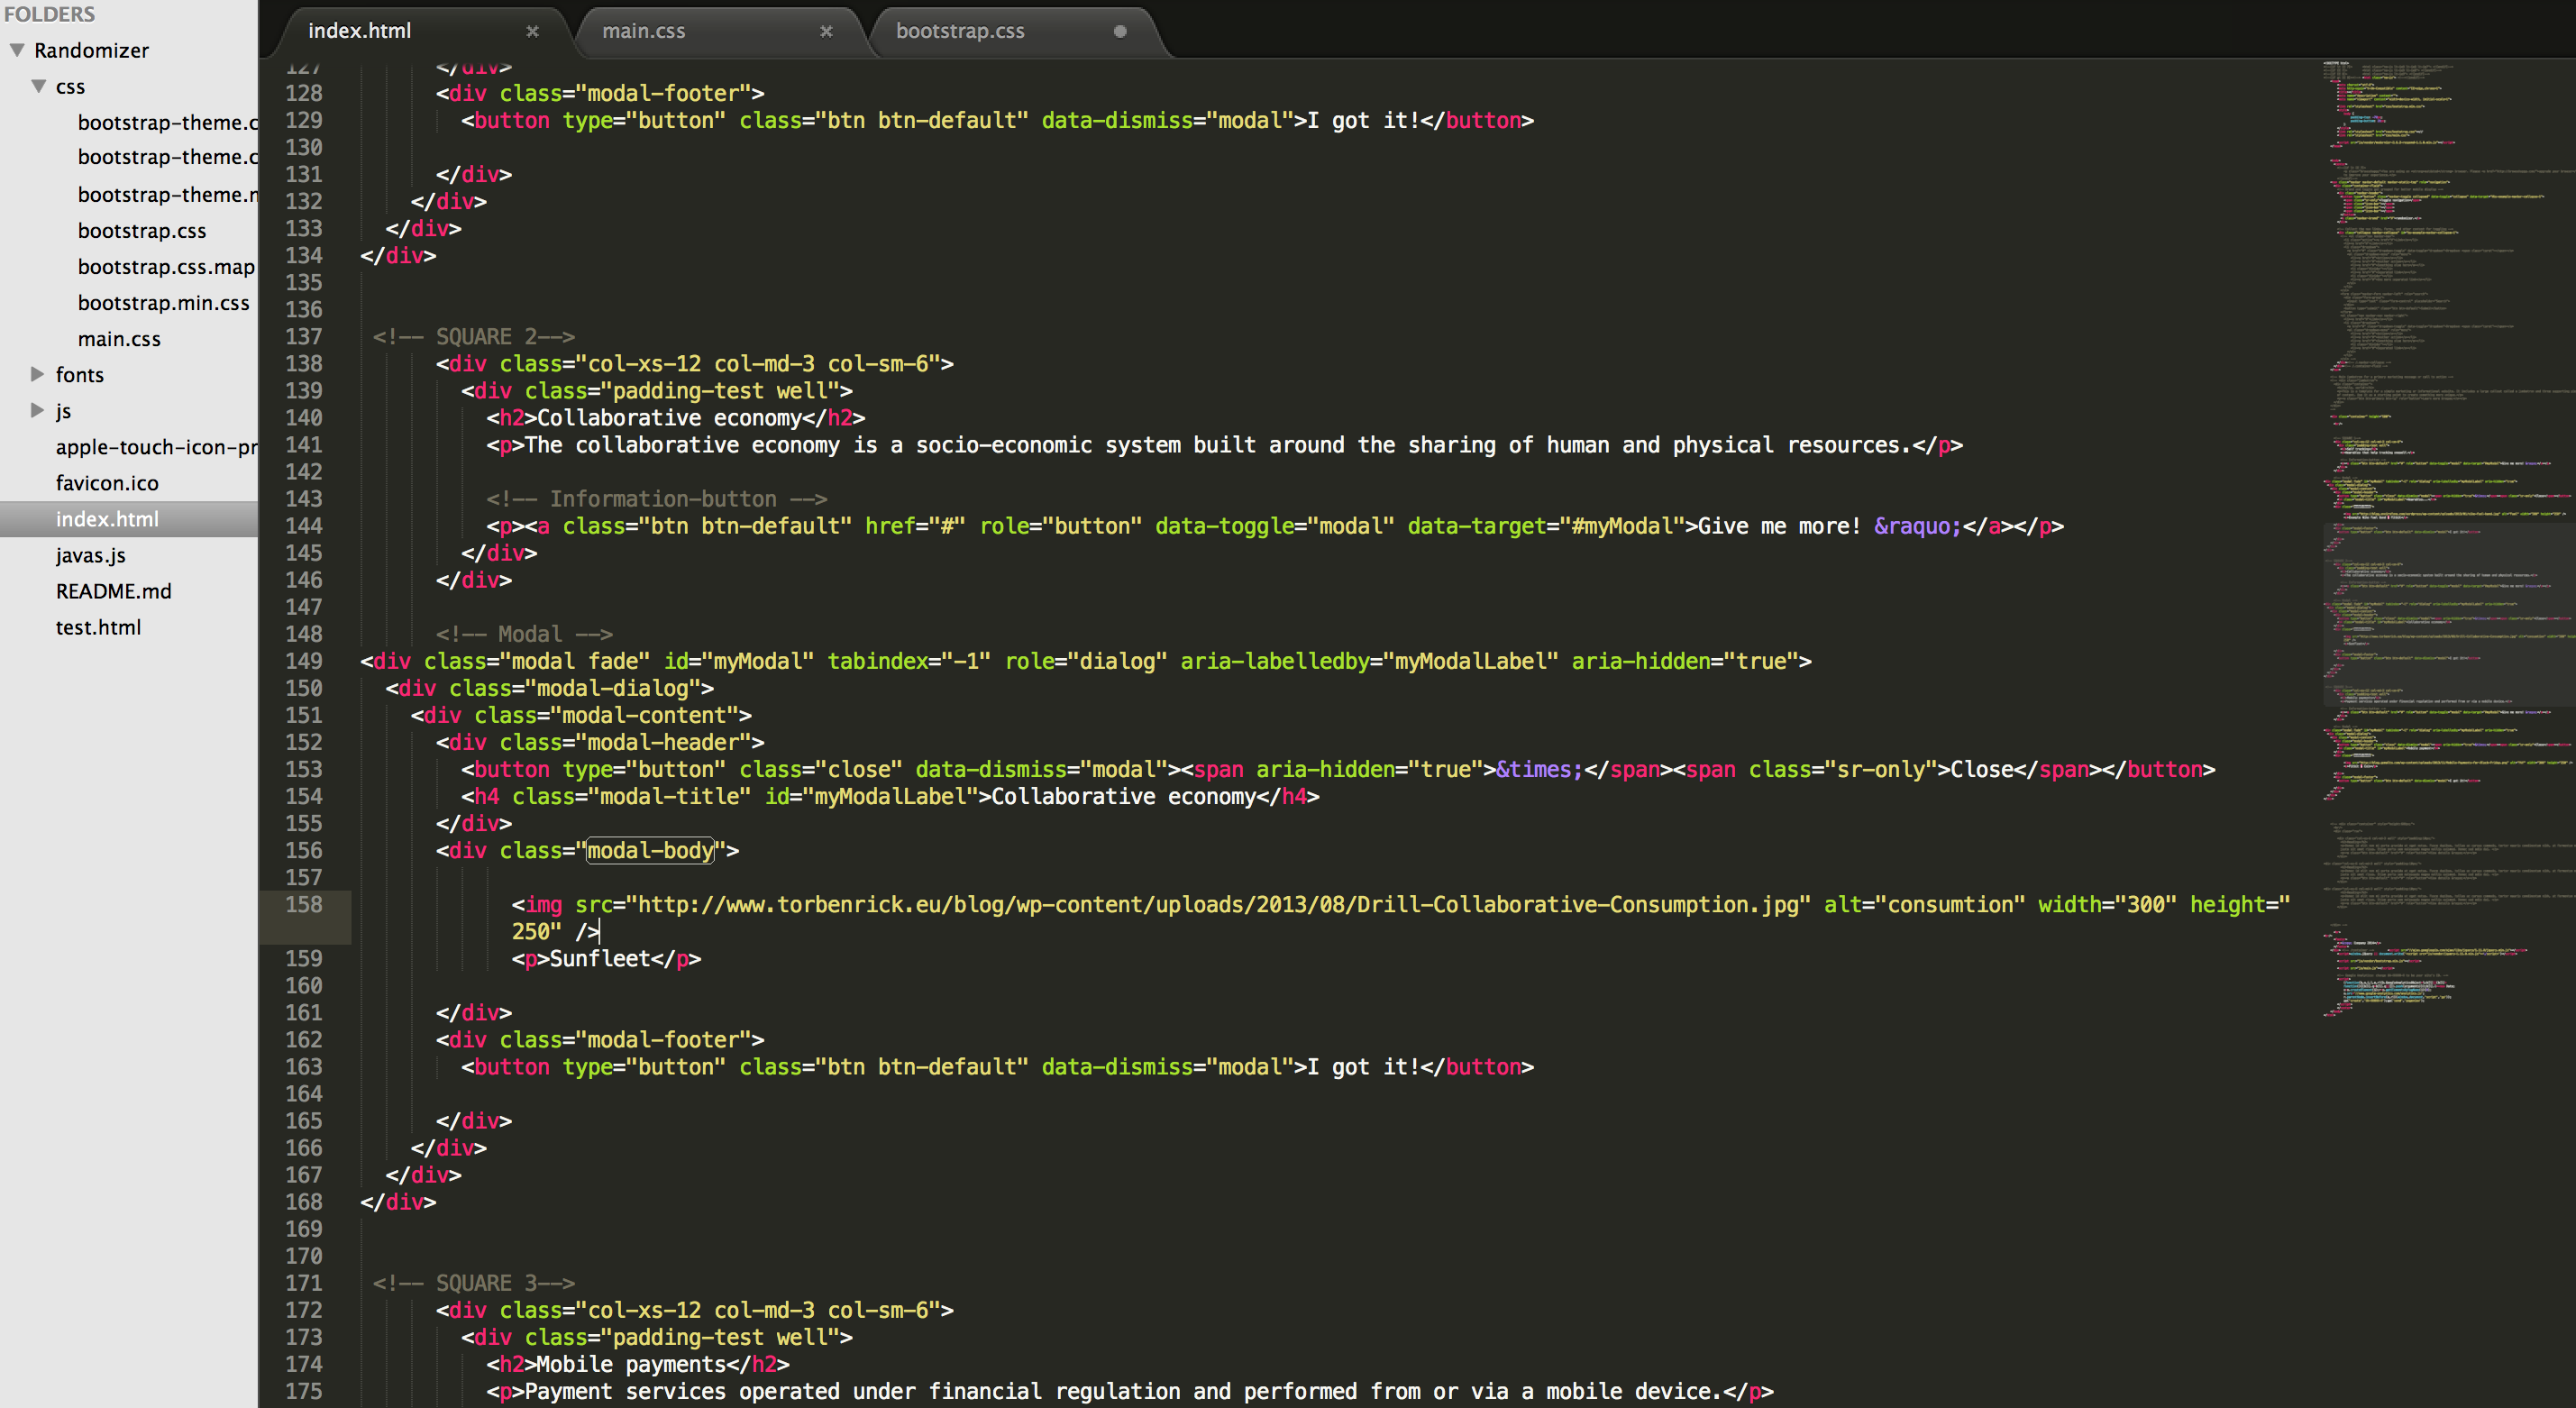 FOLDERS
Randomizer
css
bootstrap-theme.c
bootstrap-theme.c
bootstrap-theme.m
bootstrap.css
bootstrap.css.map
bootstrap.min.css
main.css
fonts
js
apple-touch-icon-pr
favicon.ico
index.html
javas.js
README.md
test.html
index.html × main.css × bootstrap.css
127 </div>
128 <div class="modal-footer">
129 <button type="button" class="btn btn-default" data-dismiss="modal">I got it!</button>
130
131 </div>
132 </div>
133 </div>
134 </div>
135
136
137 <!-- SQUARE 2-->
138 <div class="col-xs-12 col-md-3 col-sm-6">
139 <div class="padding-test well">
140 <h2>Collaborative economy</h2>
141 <p>The collaborative economy is a socio-economic system built around the sharing of human and physical resources.</p>
142
143 <!-- Information-button -->
144 <p><a class="btn btn-default" href="#" role="button" data-toggle="modal" data-target="#myModal">Give me more! &raquo;</a></p>
145 </div>
146 </div>
147
148 <!-- Modal -->
149 <div class="modal fade" id="myModal" tabindex="-1" role="dialog" aria-labelledby="myModalLabel" aria-hidden="true">
150 <div class="modal-dialog">
151 <div class="modal-content">
152 <div class="modal-header">
153 <button type="button" class="close" data-dismiss="modal"><span aria-hidden="true">&times;</span><span class="sr-only">Close</span></button>
154 <h4 class="modal-title" id="myModalLabel">Collaborative economy</h4>
155 </div>
156 <div class="modal-body">
157
158 <img src="http://www.torbenrick.eu/blog/wp-content/uploads/2013/08/Drill-Collaborative-Consumption.jpg" alt="consumtion" width="300" height="
250" />
159 <p>Sunfleet</p>
160
161 </div>
162 <div class="modal-footer">
163 <button type="button" class="btn btn-default" data-dismiss="modal">I got it!</button>
164
165 </div>
166 </div>
167 </div>
168 </div>
169
170
171 <!-- SQUARE 3-->
172 <div class="col-xs-12 col-md-3 col-sm-6">
173 <div class="padding-test well">
174 <h2>Mobile payments</h2>
175 <p>Payment services operated under financial regulation and performed from or via a mobile device.</p>